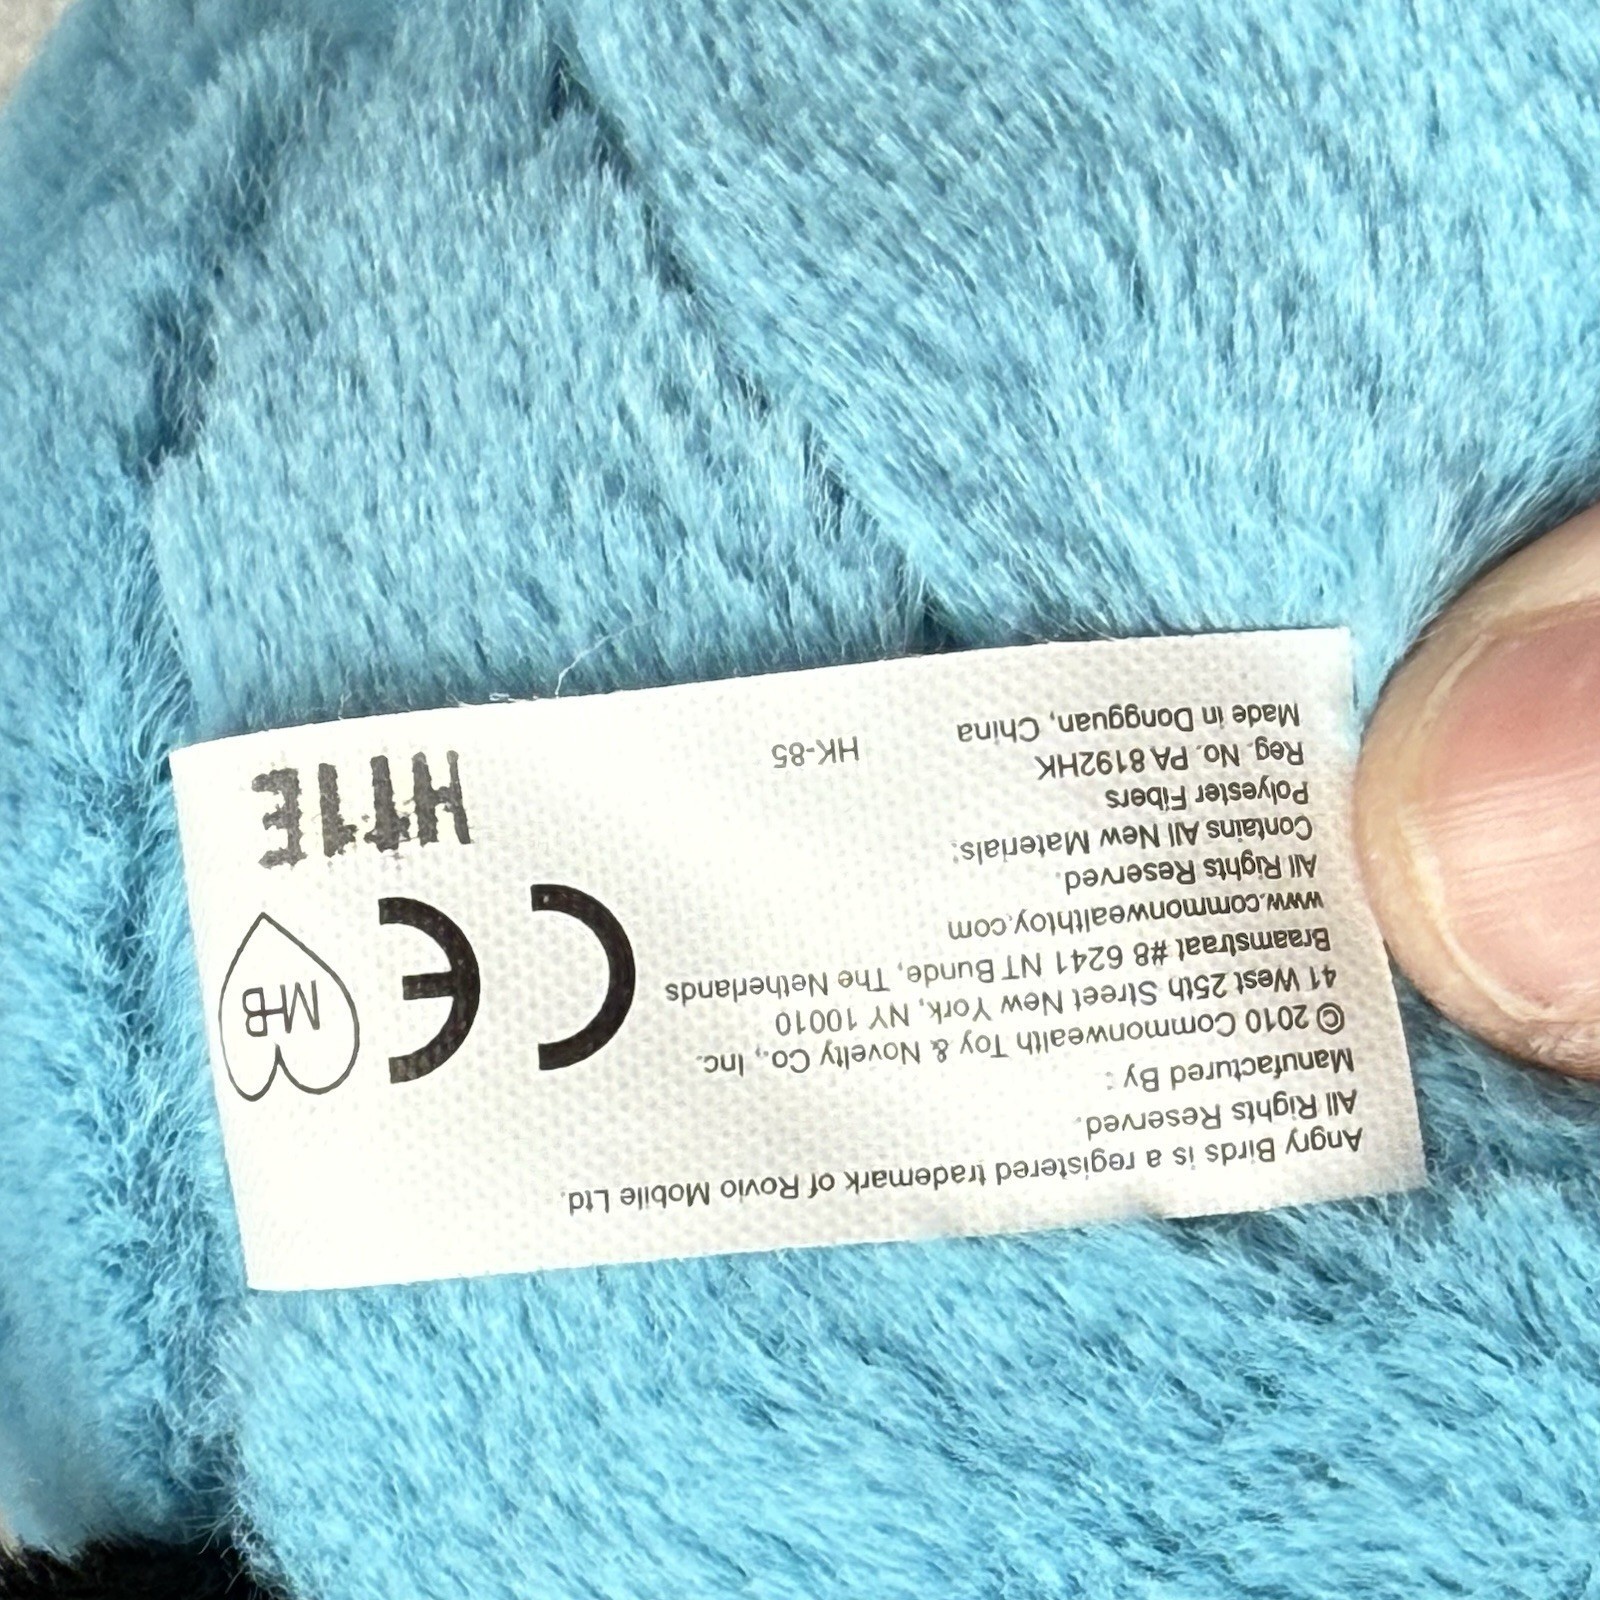 Angry Birds is a registered trademark of Rovio Mobile Ltd.
All Rights Reserved.
Manufactured By :
© 2010 Commonwealth Toy & Novelty Co., Inc.
41 West 25th Street New York, NY 10010
Braamstraat #8 6241 NT Bunde, The Netherlands
www.commonwealthtoy.com
All Rights Reserved.
Contains All New Materials:
Polyester Fibers
Reg. No. PA 8192HK
Made in Dongguan, China
HK-85
CE
MHB
HT1E